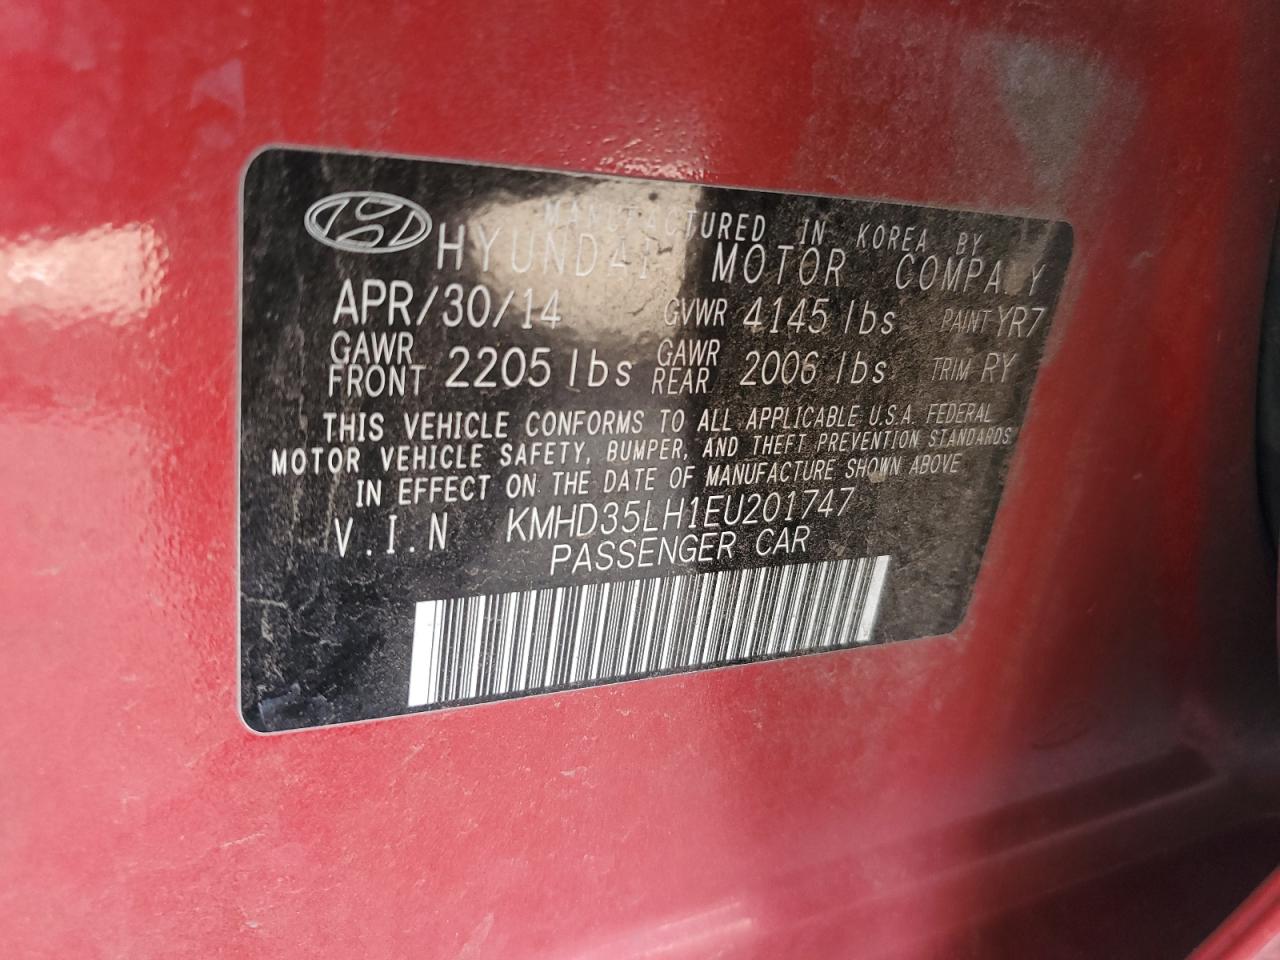 MANUFACTURED IN KOREA BY
HYUNDAI MOTOR COMPANY
APR/30/14 GVWR 4145 lbs PAINT YR7
GAWR FRONT 2205 lbs GAWR REAR 2006 lbs TRIM RY
THIS VEHICLE CONFORMS TO ALL APPLICABLE U.S.A. FEDERAL
MOTOR VEHICLE SAFETY, BUMPER, AND THEFT PREVENTION STANDARDS
IN EFFECT ON THE DATE OF MANUFACTURE SHOWN ABOVE
V.I.N KMHD35LH1EU201747
PASSENGER CAR